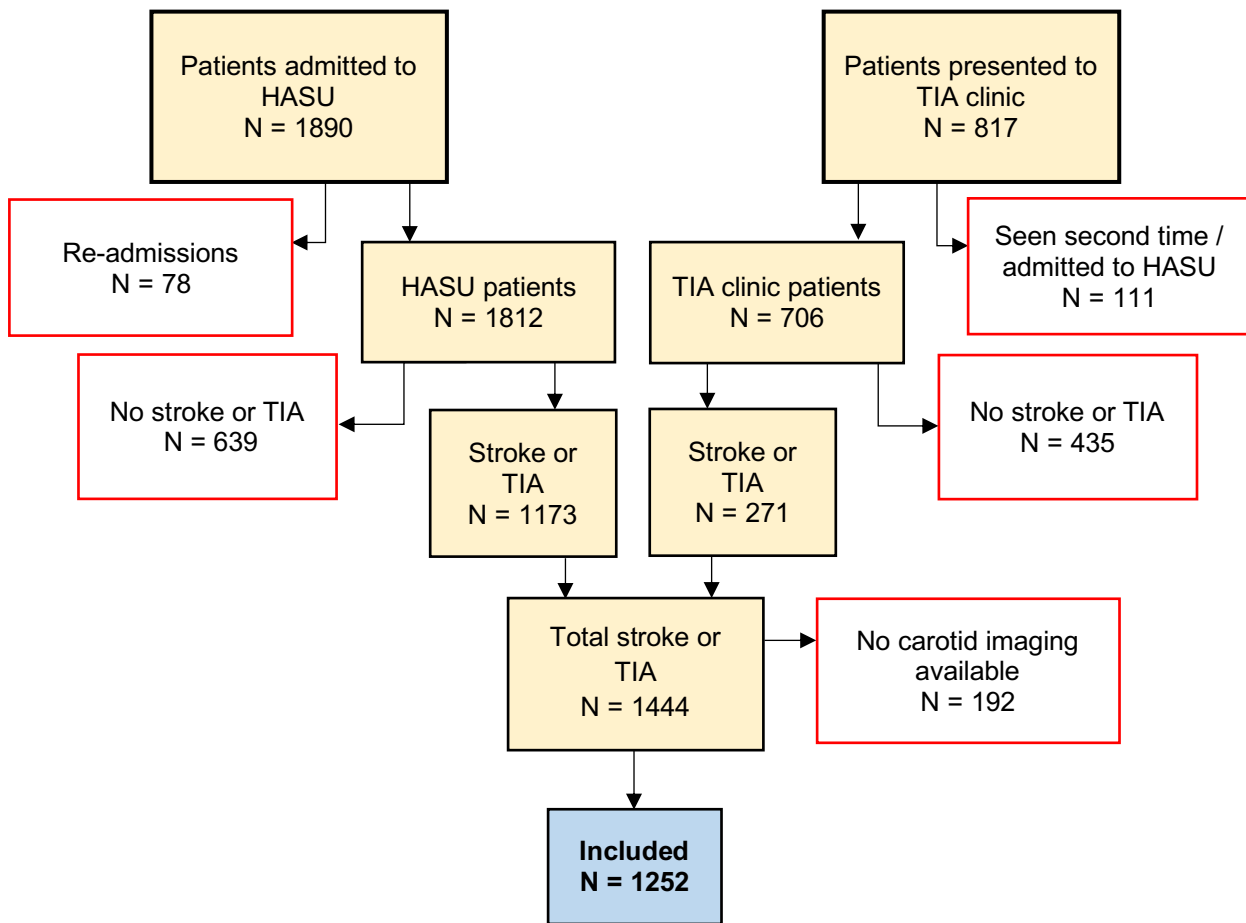 Patients admitted to
HASU
N = 1890
Patients presented to
TIA clinic
N = 817
Re-admissions
N = 78
HASU patients
N = 1812
TIA clinic patients
N = 706
Seen second time /
admitted to HASU
N = 111
No stroke or TIA
N = 639
Stroke or
TIA
N = 1173
Stroke or
TIA
N = 271
No stroke or TIA
N = 435
Total stroke or
TIA
N = 1444
No carotid imaging
available
N = 192
Included
N = 1252